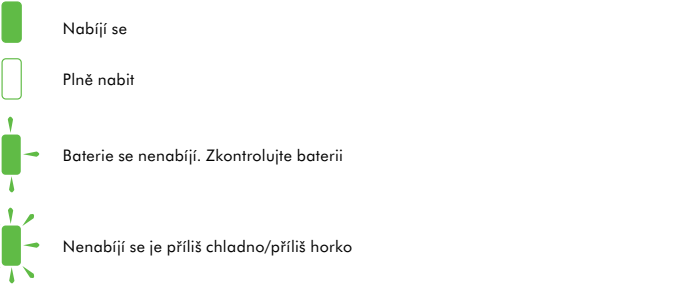 Nabíjí se
Plně nabit
Baterie se nenabíjí. Zkontrolujte baterii
Nenabíjí se je příliš chladno/příliš horko